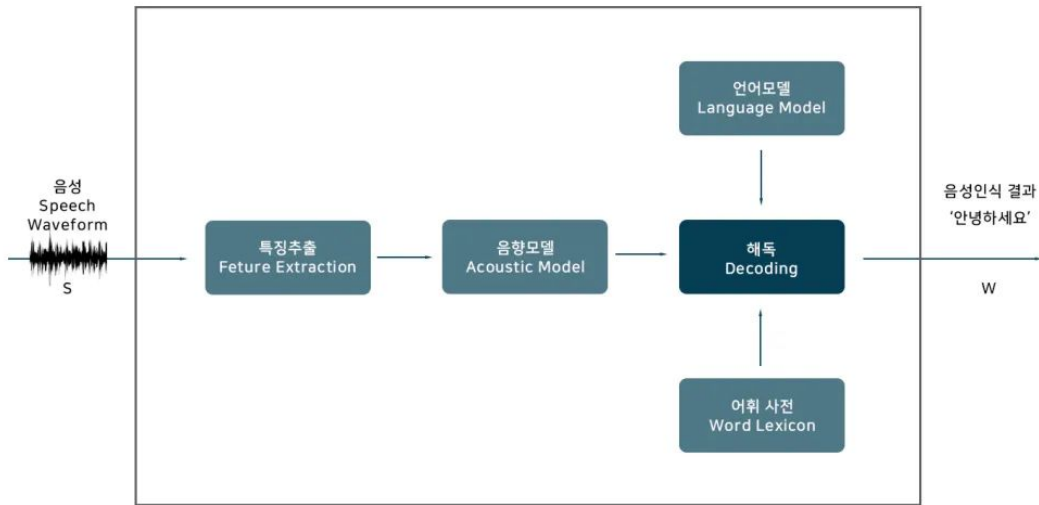 언어모델
Language Model
음성
Speech
Waveform
S
특징추출
Feture Extraction
음향모델
Acoustic Model
해독
Decoding
음성인식 결과
'안녕하세요'
W
어휘 사전
Word Lexicon